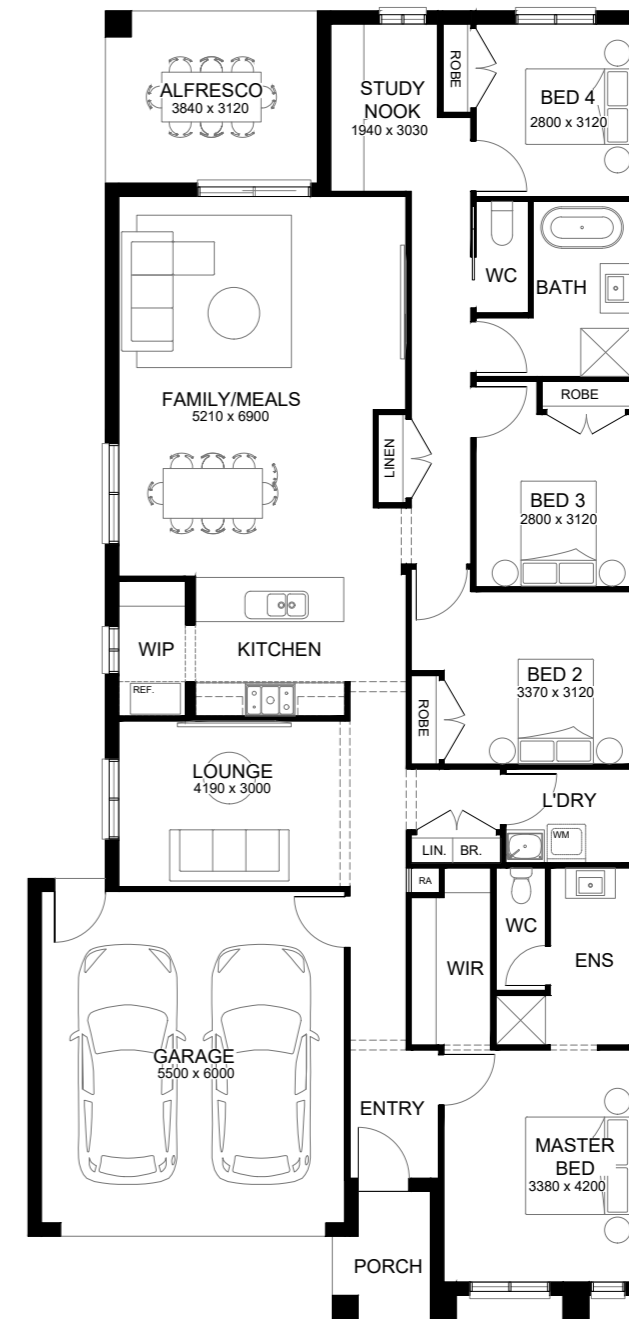 ALFRESCO
3840 x 3120
STUDY
NOOK
1940 x 3030
ROBE
BED 4
2800 x 3120
WC
BATH
FAMILY/MEALS
5210 x 6900
LINEN
ROBE
BED 3
2800 x 3120
WIP
REF.
KITCHEN
BED 2
3370 x 3120
ROBE
LOUNGE
4190 x 3000
L'DRY
WM
LIN.
BR.
RA
WIR
WC
ENS
GARAGE
5500 x 6000
ENTRY
MASTER
BED
3380 x 4200
PORCH